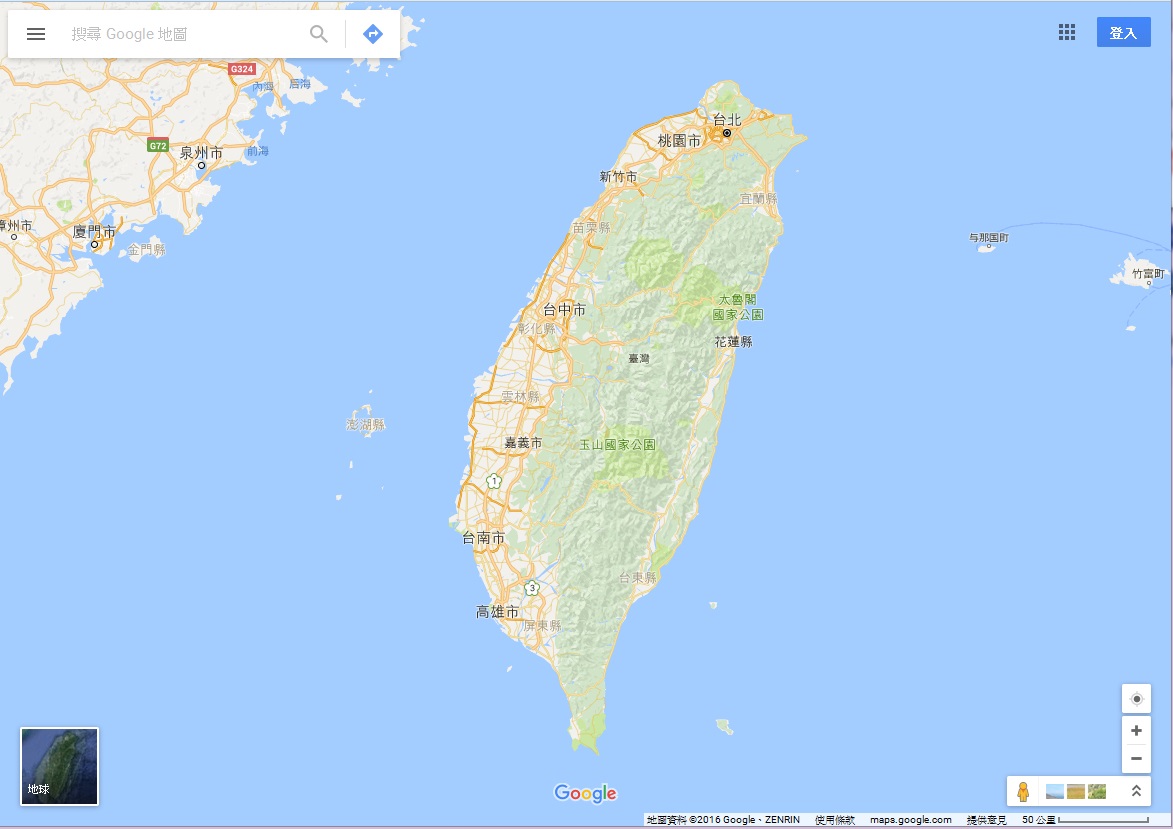 搜尋 Google 地圖
登入
G324
內海
后海
台北
桃園市
G72
泉州市
前海
新竹市
宜蘭縣
漳州市
廈門市
金門縣
苗栗縣
与那国町
竹富町
太魯閣
國家公園
台中市
彰化縣
花蓮縣
臺灣
雲林縣
澎湖縣
嘉義市
玉山國家公園
1
台南市
台東縣
3
高雄市
屏東縣
地球
Google
地圖資料 ©2016 Google、ZENRIN 使用條款 maps.google.com 提供意見 50 公里